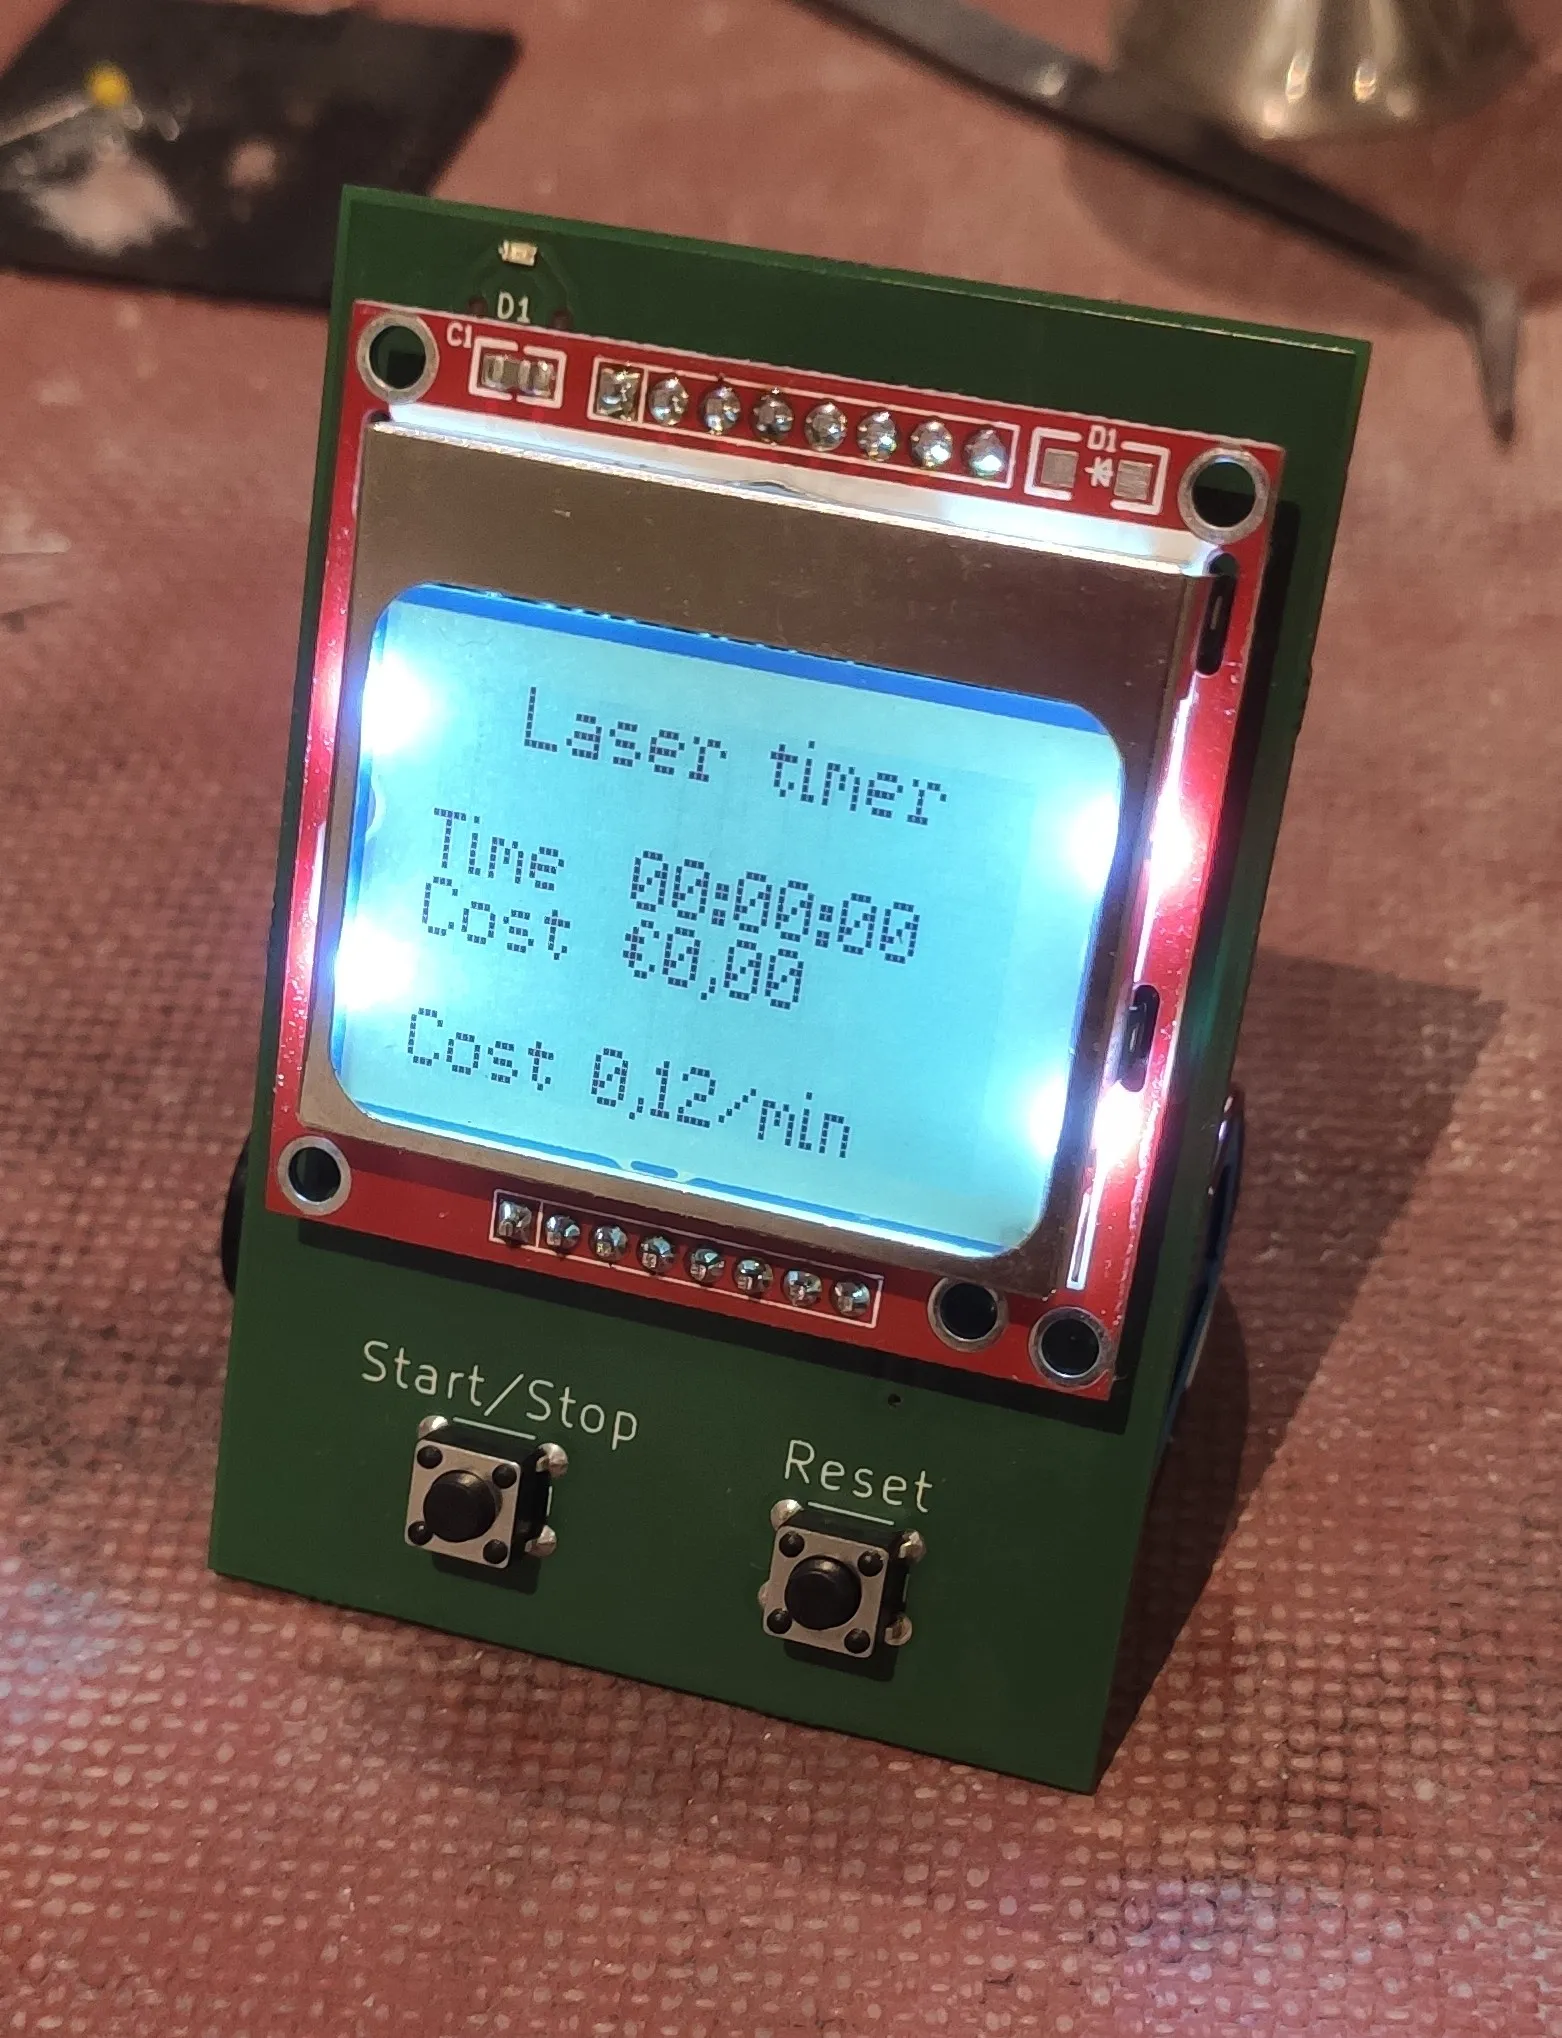 D1
C1
D1
Laser timer
Time 00:00:00
Cost €0,00
Cost 0,12/min
Start/Stop
Reset